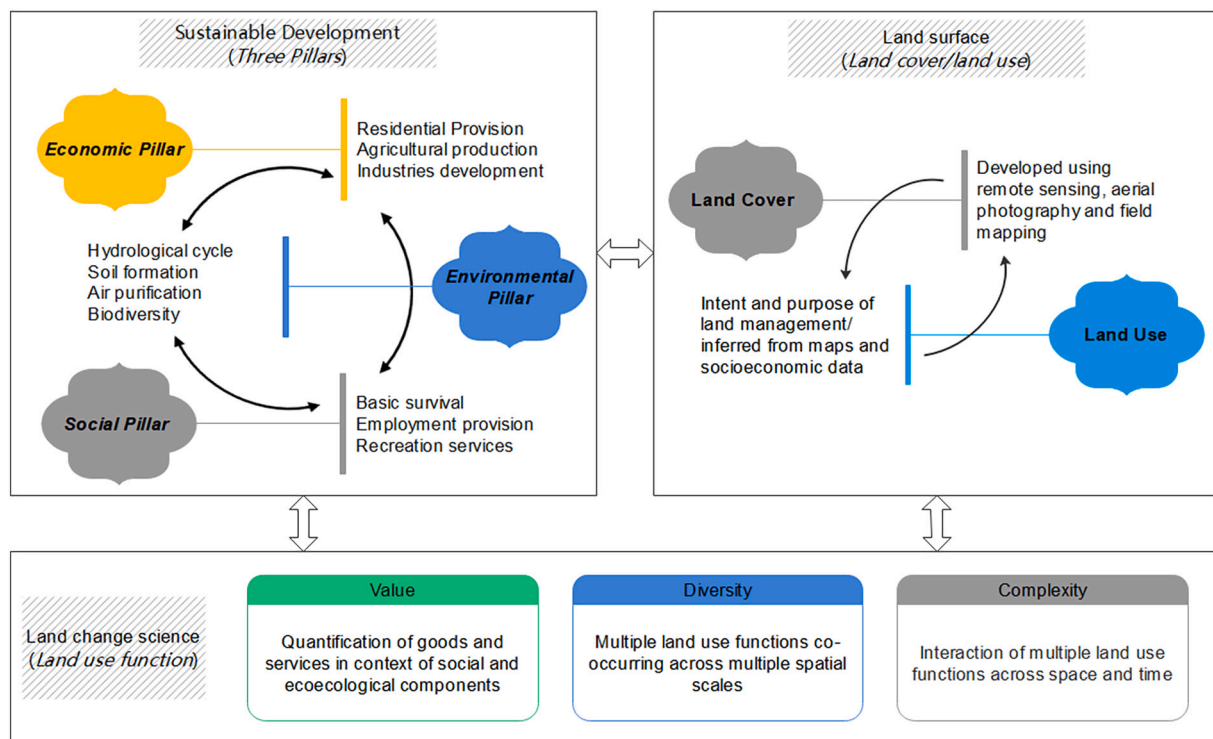 Sustainable Development
(Three Pillars)
Economic Pillar
Residential Provision
Agricultural production
Industries development
Hydrological cycle
Soil formation
Air purification
Biodiversity
Environmental
Pillar
Social Pillar
Basic survival
Employment provision
Recreation services
Land surface
(Land cover/land use)
Land Cover
Developed using
remote sensing, aerial
photography and field
mapping
Intent and purpose of
land management/
inferred from maps and
socioeconomic data
Land Use
Land change science
(Land use function)
Value
Quantification of goods and
services in context of social and
ecoecological components
Diversity
Multiple land use functions co-
occurring across multiple spatial
scales
Complexity
Interaction of multiple land use
functions across space and time